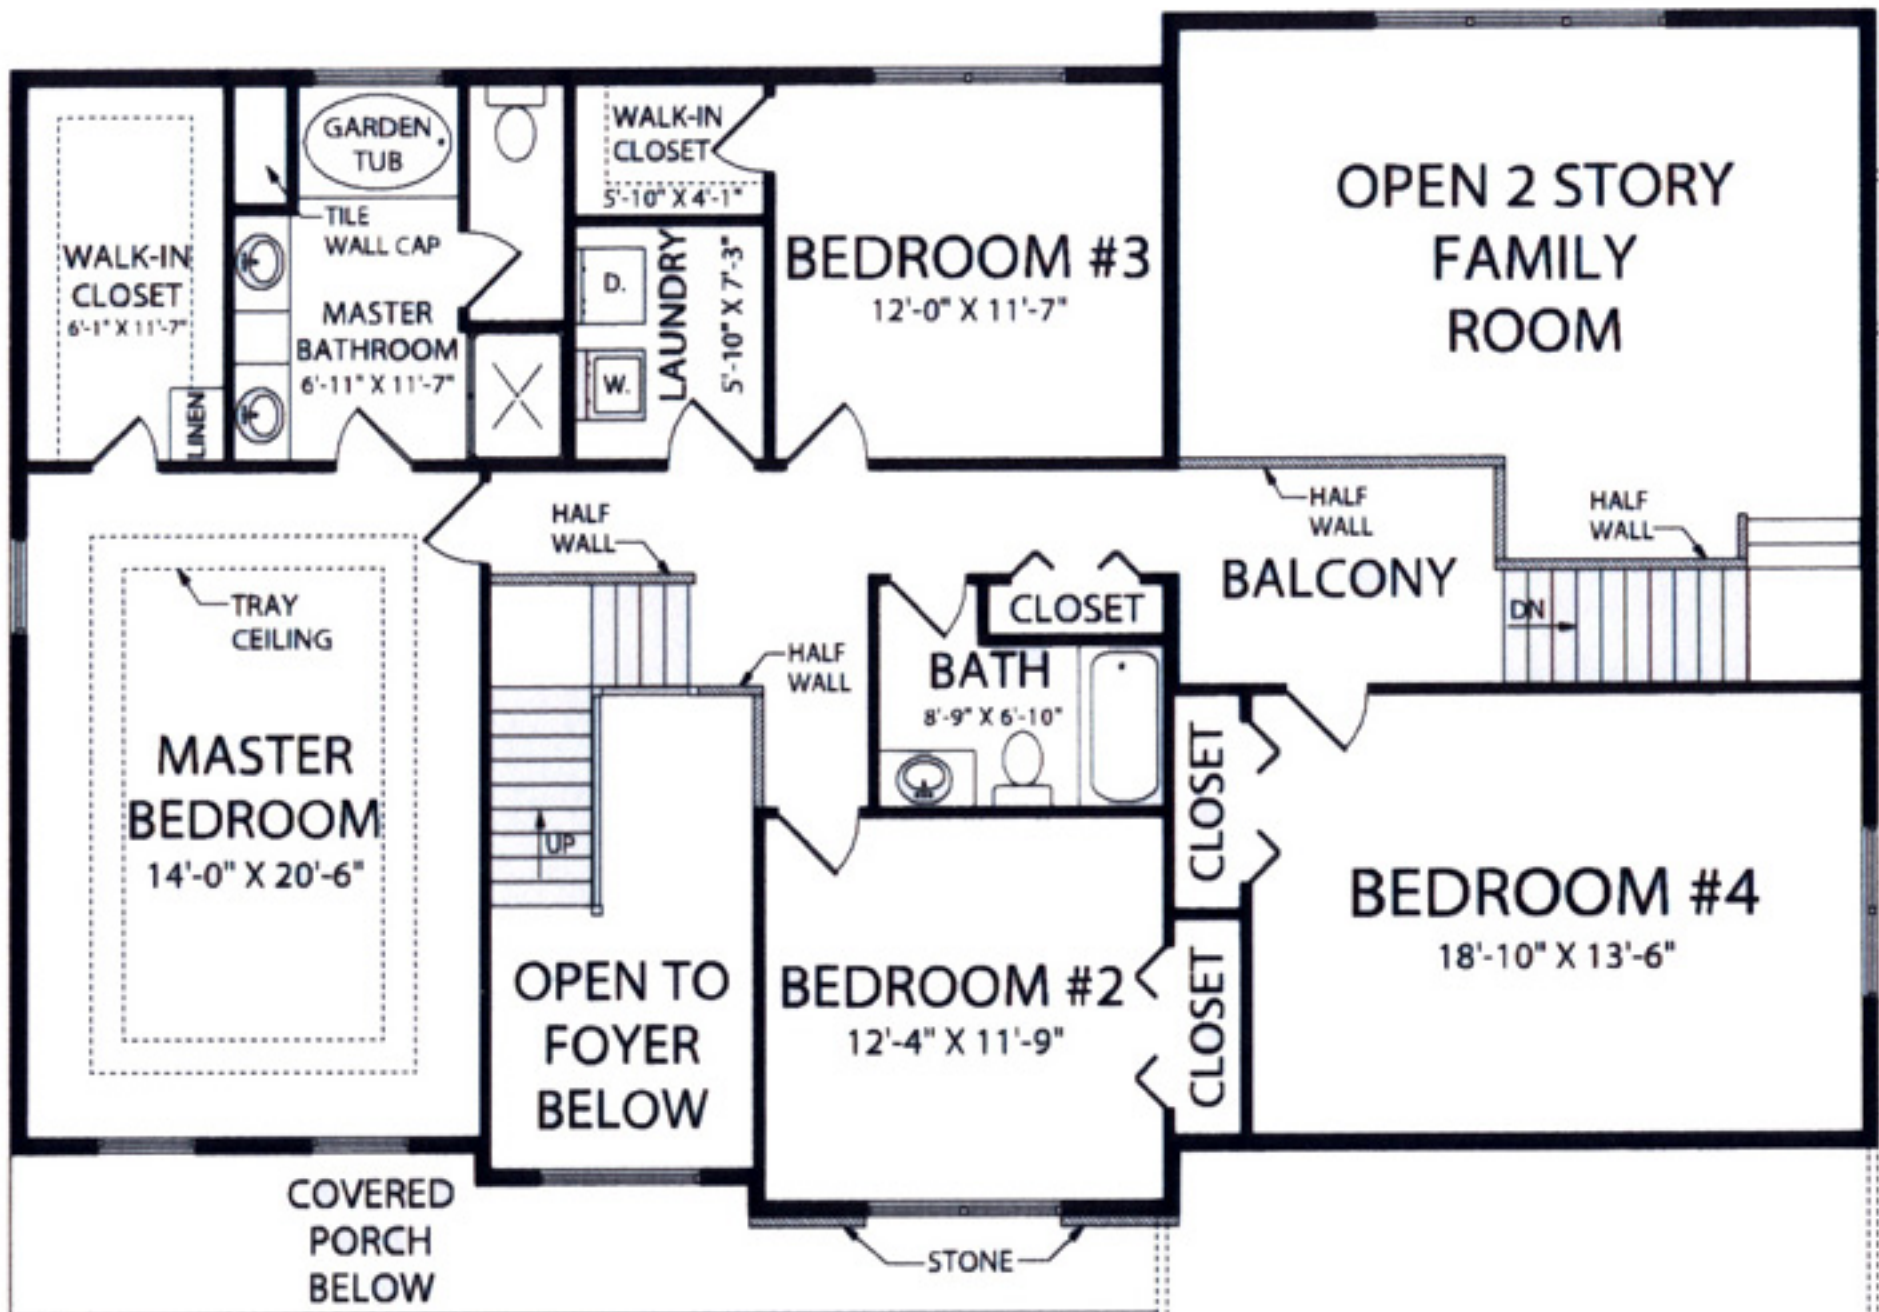 WALK-IN
CLOSET
6'-1" X 11'-7"
LINEN
GARDEN
TUB
TILE
WALL CAP
MASTER
BATHROOM
6'-11" X 11'-7"
WALK-IN
CLOSET
5'-10" X 4'-1"
D.
W.
LAUNDRY
5'-10" X 7'-3"
BEDROOM #3
12'-0" X 11'-7"
OPEN 2 STORY
FAMILY
ROOM
HALF
WALL
HALF
WALL
HALF
WALL
BALCONY
DN
TRAY
CEILING
MASTER
BEDROOM
14'-0" X 20'-6"
HALF
WALL
UP
OPEN TO
FOYER
BELOW
CLOSET
BATH
8'-9" X 6'-10"
BEDROOM #2
12'-4" X 11'-9"
CLOSET
CLOSET
BEDROOM #4
18'-10" X 13'-6"
COVERED
PORCH
BELOW
STONE